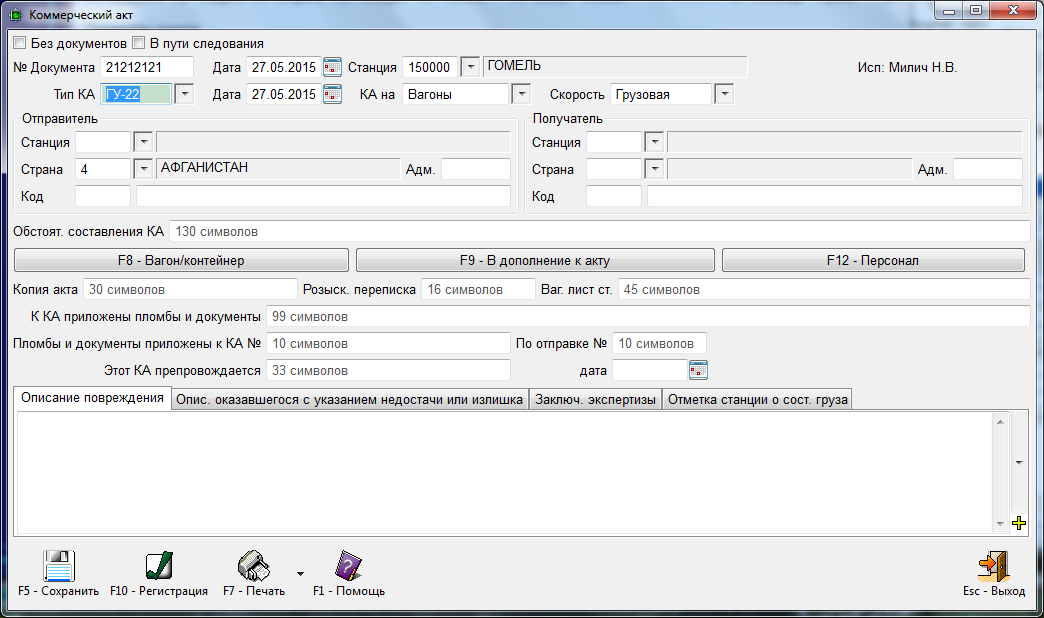 Коммерческий акт
Без документов В пути следования
№ Документа 21212121 Дата 27.05.2015 Станция 150000 ГОМЕЛЬ Исп: Милич Н.В.
Тип КА ГУ-22 Дата 27.05.2015 КА на Вагоны Скорость Грузовая
Отправитель Получатель
Станция Станция
Страна 4 АФГАНИСТАН Адм. Страна Адм.
Код Код
Обстоят. составления КА 130 символов
F8 - Вагон/контейнер F9 - В дополнение к акту F12 - Персонал
Копия акта 30 символов Розыск. переписка 16 символов Ваг. лист ст. 45 символов
К КА приложены пломбы и документы 99 символов
Пломбы и документы приложены к КА № 10 символов По отправке № 10 символов
Этот КА препровождается 33 символов дата
Описание повреждения Опис. оказавшегося с указанием недостачи или излишка Заключ. экспертизы Отметка станции о сост. груза
F5 - Сохранить F10 - Регистрация F7 - Печать F1 - Помощь Esc - Выход